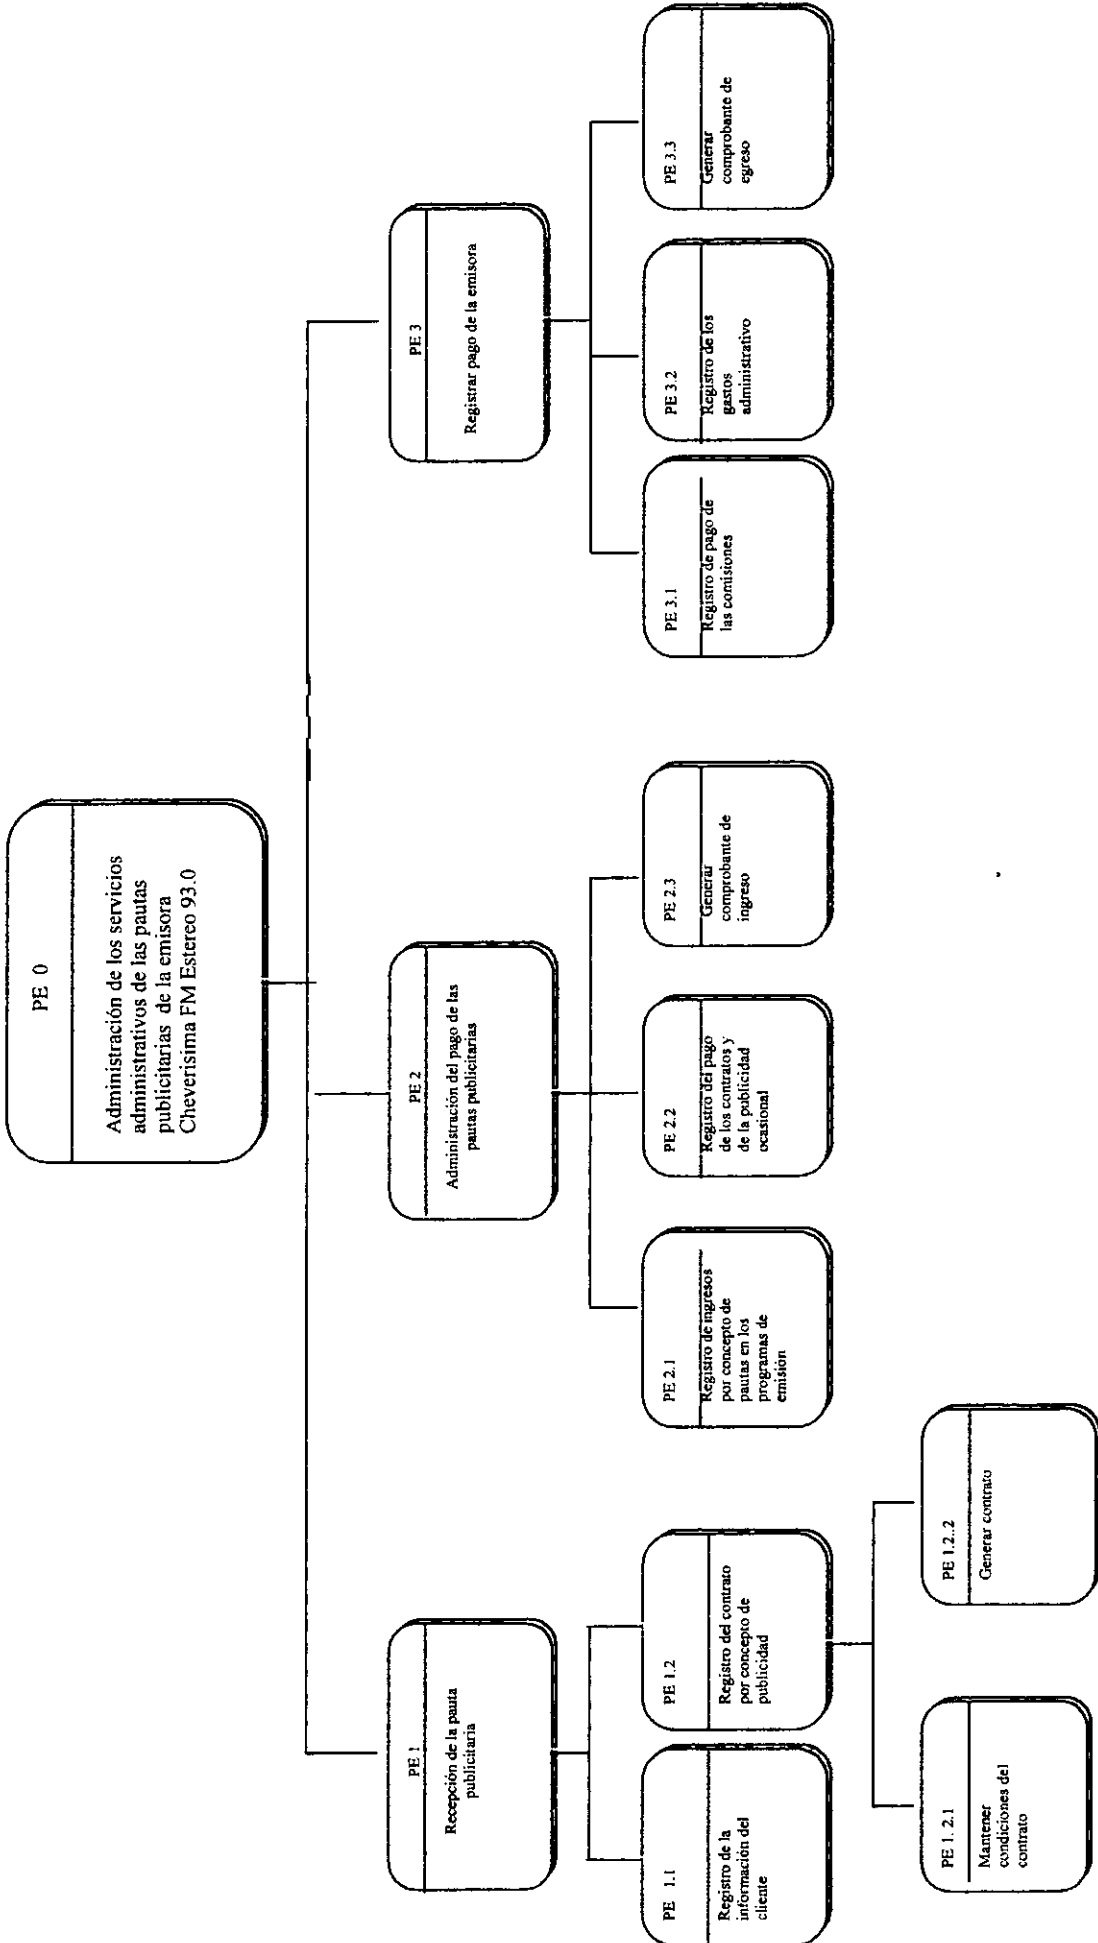 PE 0
Administración de los servicios
administrativos de las pautas
publicitarias de la emisora
Cheverisima FM Estereo 93.0
PE 1
Recepción de la pauta
publicitaria
PE 2
Administración del pago de las
pautas publicitarias
PE 3
Registrar pago de la emisora
PE 1.1
Registro de la
información del
cliente
PE 1.2
Registro del contrato
por concepto de
publicidad
PE 2.1
Registro de ingresos
por concepto de
pautas en los
programas de
emisión
PE 2.2
Registro del pago
de los contratos y
de la publicidad
ocasional
PE 2.3
Generar
comprobante de
ingreso
PE 3.1
Registro de pago de
las comisiones
PE 3.2
Registro de los
gastos
administrativo
PE 3.3
Generar
comprobante de
egreso
PE 1. 2.1
Mantener
condiciones del
contrato
PE 1.2..2
Generar contrato